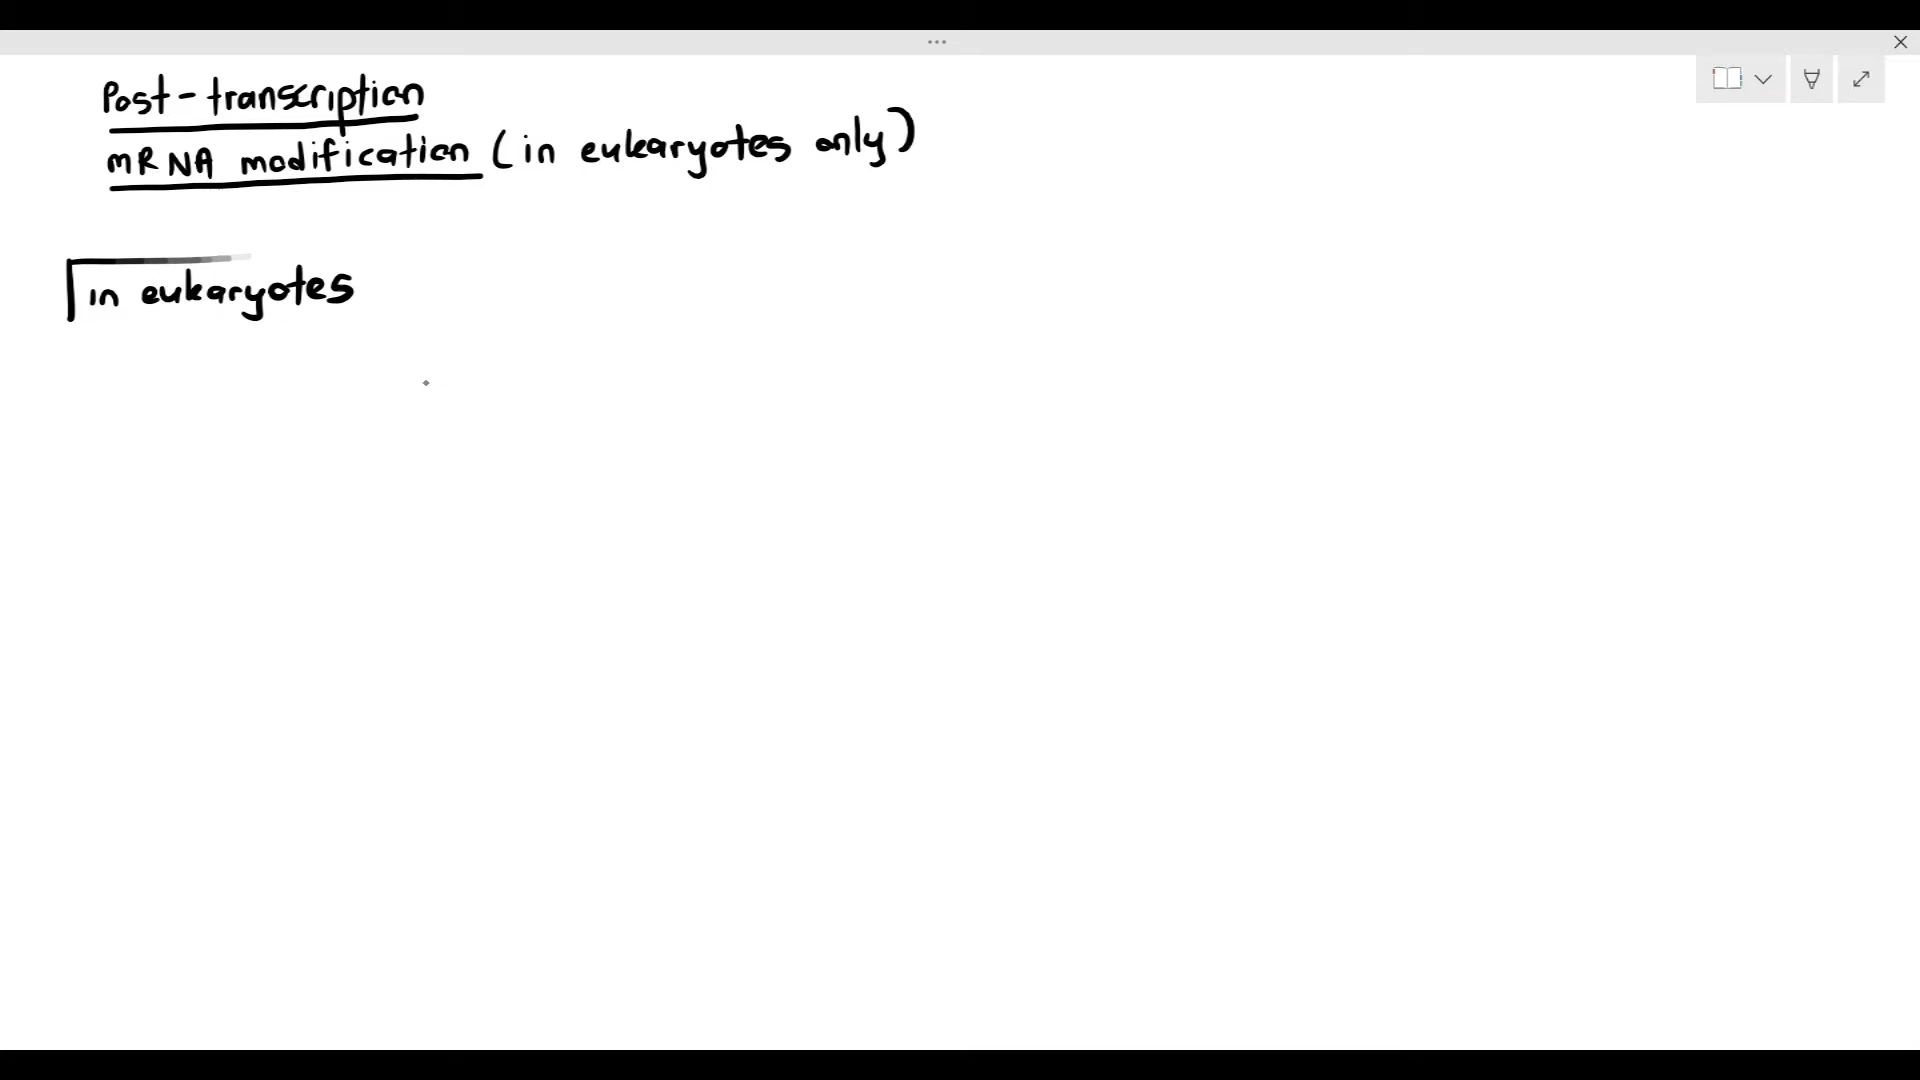 Post-transcription
mRNA modification (in eukaryotes only)
in eukaryotes